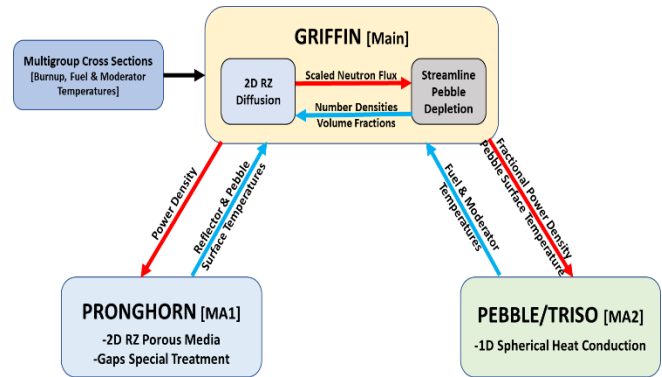 GRIFFIN [Main]
Multigroup Cross Sections
[Burnup, Fuel & Moderator
Temperatures]
2D RZ
Diffusion
Scaled Neutron Flux
Number Densities
Volume Fractions
Streamline
Pebble
Depletion
Power Density
Reflector & Pebble
Surface Temperatures
Fuel & Moderator
Temperatures
Fractional Power Density
Pebble Surface Temperature
PRONGHORN [MA1]
-2D RZ Porous Media
-Gaps Special Treatment
PEBBLE/TRISO [MA2]
-1D Spherical Heat Conduction